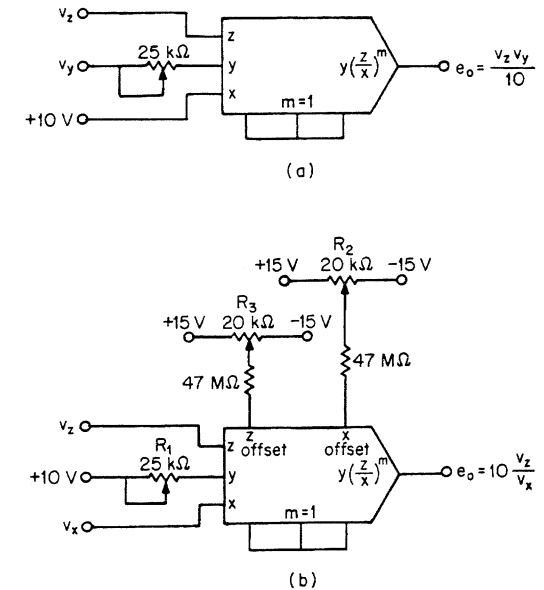 v_z
z
25 kΩ
v_y
y
y(z/x)^m
e_o = v_z v_y / 10
x
+10 V
m = 1
(a)
R_2
+15 V 20 kΩ -15 V
R_3
+15 V 20 kΩ -15 V
47 MΩ
47 MΩ
v_z
z offset
x offset
z
R_1
25 kΩ
+10 V
y
y(z/x)^m
e_o = 10 v_z / v_x
x
v_x
m = 1
(b)